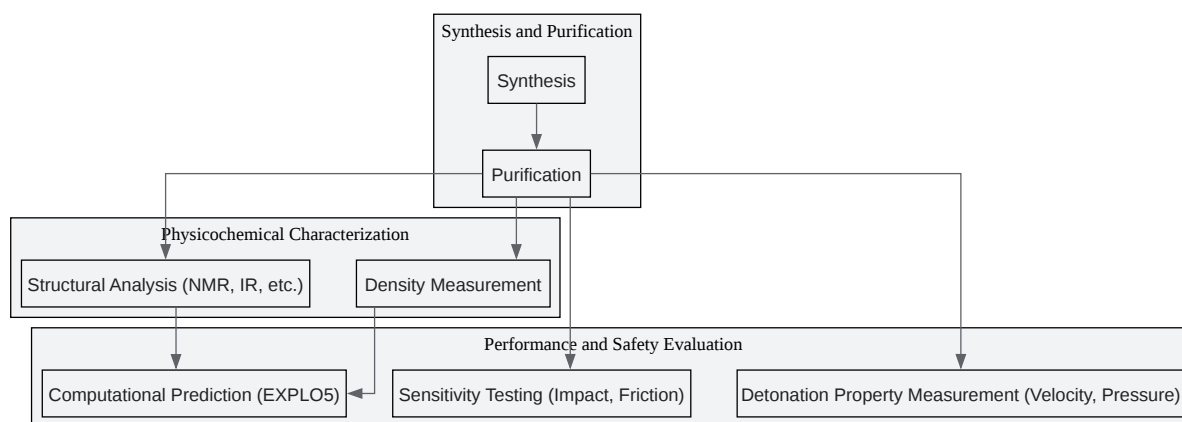 Synthesis and Purification
Synthesis
Purification
Physicochemical Characterization
Structural Analysis (NMR, IR, etc.)
Density Measurement
Performance and Safety Evaluation
Computational Prediction (EXPLO5)
Sensitivity Testing (Impact, Friction)
Detonation Property Measurement (Velocity, Pressure)